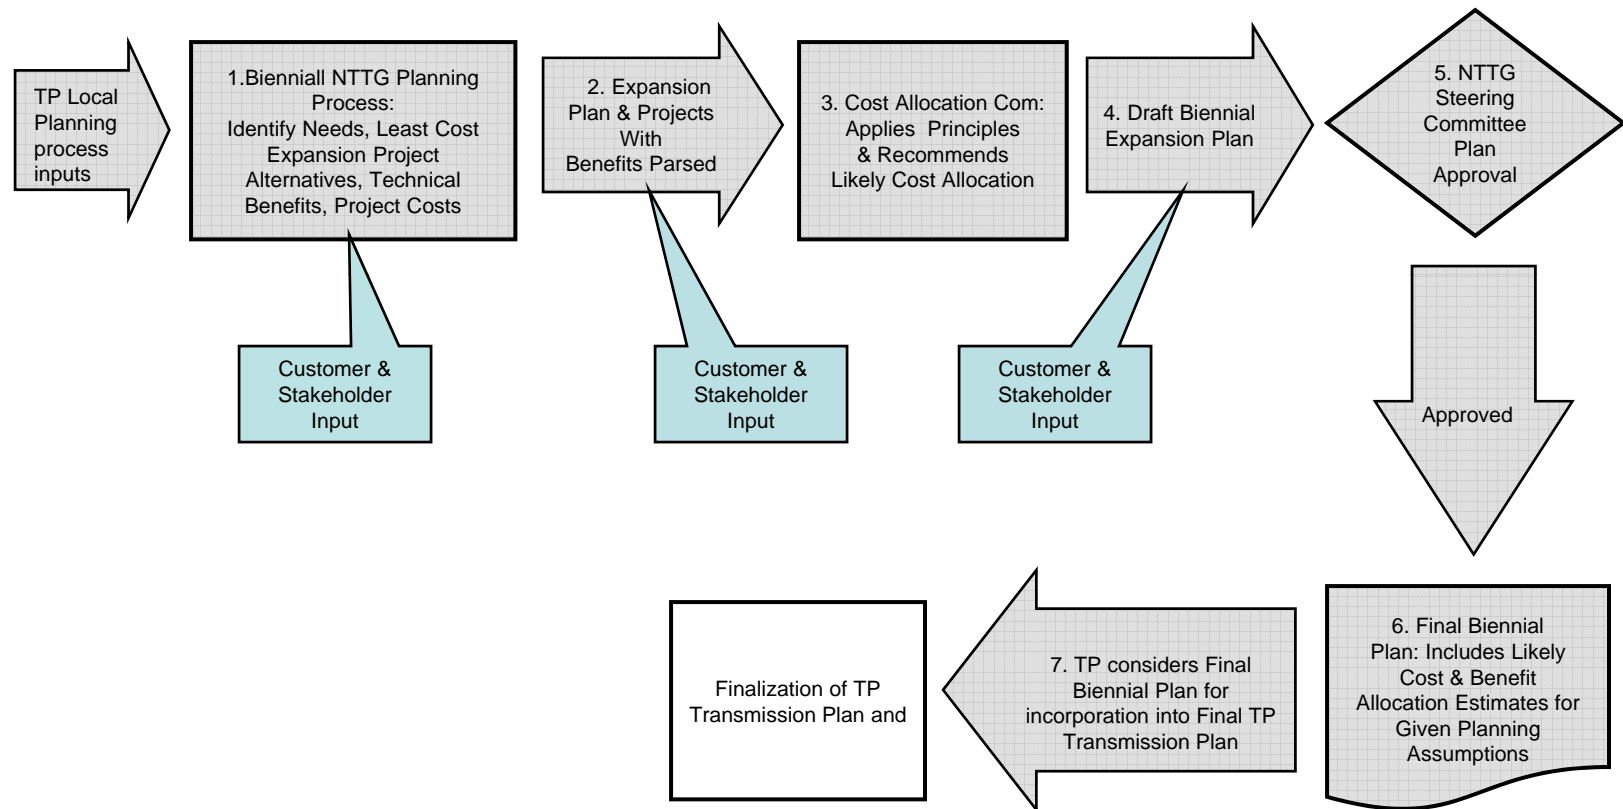 TP Local
Planning
process
inputs
1.Bienniall NTTG Planning
Process:
Identify Needs, Least Cost
Expansion Project
Alternatives, Technical
Benefits, Project Costs
2. Expansion
Plan & Projects
With
Benefits Parsed
3. Cost Allocation Com:
Applies Principles
& Recommends
Likely Cost Allocation
4. Draft Biennial
Expansion Plan
5. NTTG
Steering
Committee
Plan
Approval
Customer &
Stakeholder
Input
Customer &
Stakeholder
Input
Customer &
Stakeholder
Input
Approved
6. Final Biennial
Plan: Includes Likely
Cost & Benefit
Allocation Estimates for
Given Planning
Assumptions
7. TP considers Final
Biennial Plan for
incorporation into Final TP
Transmission Plan
Finalization of TP
Transmission Plan and